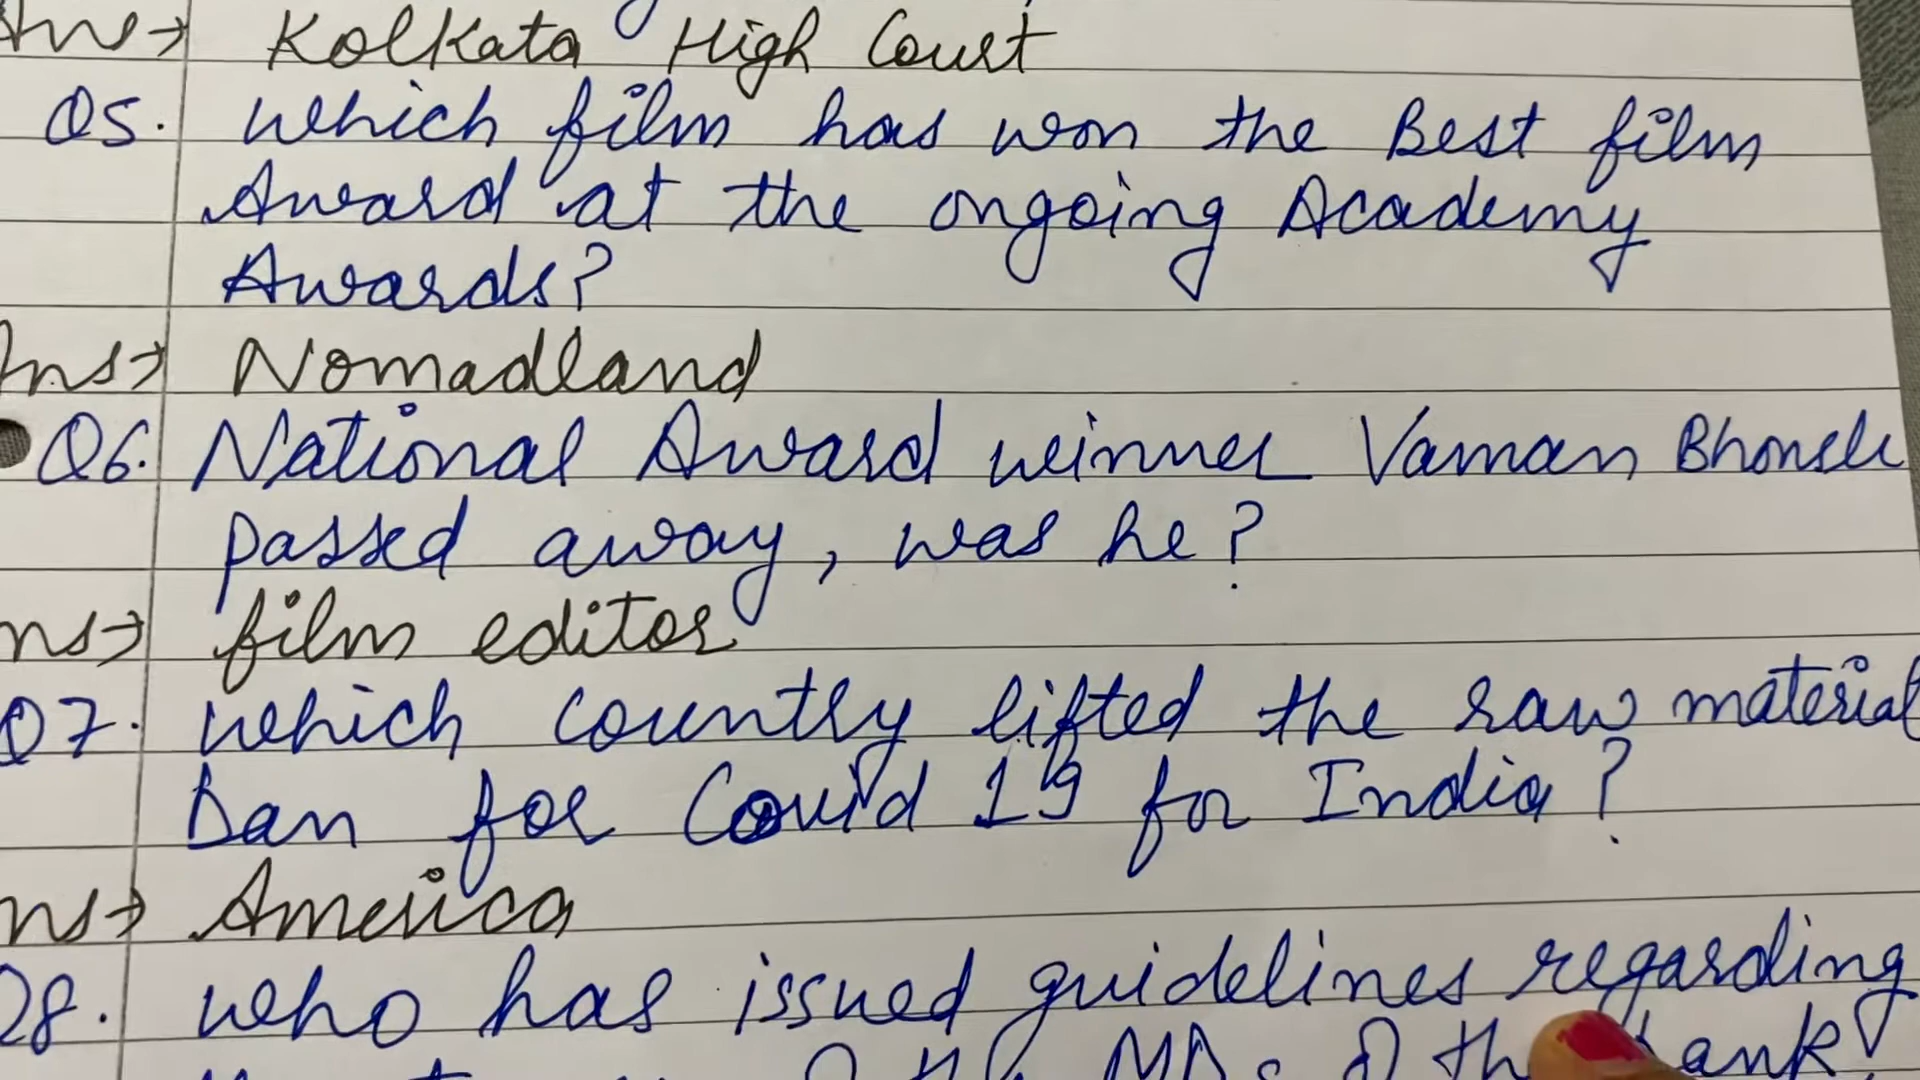 Ans→ Kolkata High Court
Q5. Which film has won the Best film
Award at the ongoing Academy
Awards?
Ans→ Nomadland
Q6. National Award winner Vaman Bhonsle
passed away, was he?
ns→ film editor
Q7. Which country lifted the raw material
ban for Covid 19 for India?
ns→ America
Q8. Who has issued guidelines regarding